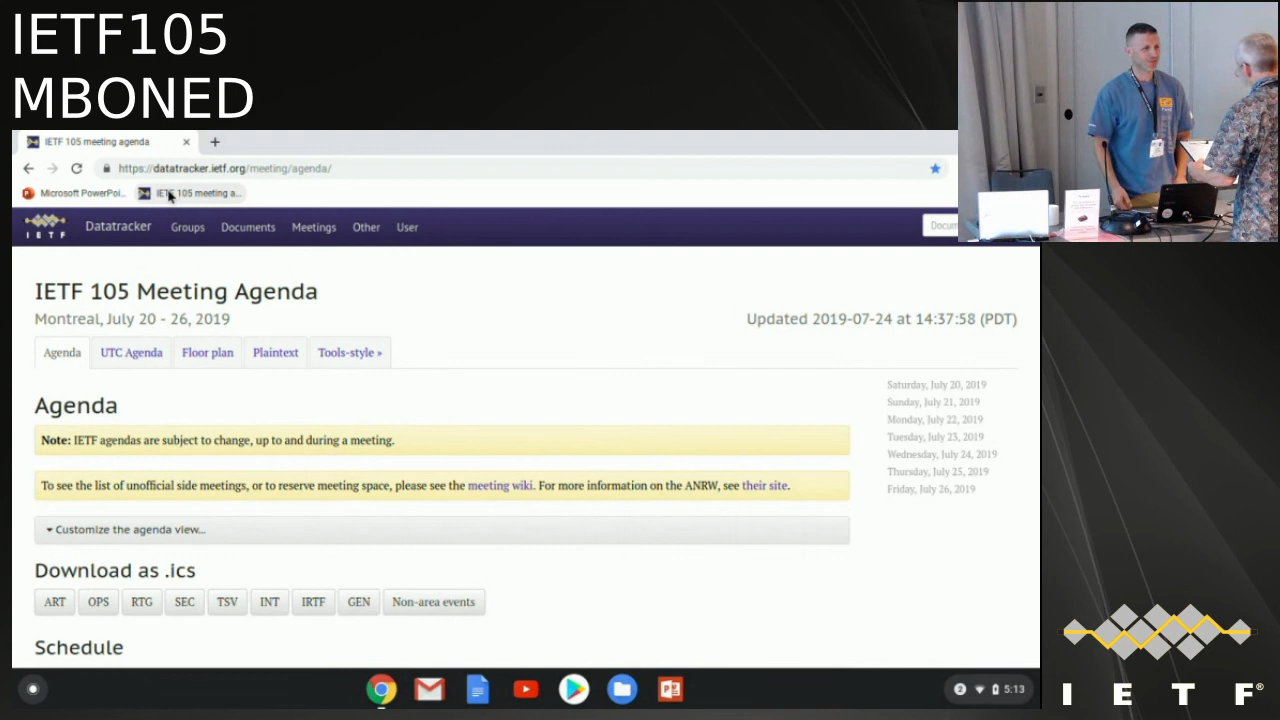 IETF105
MBONED
IETF 105 meeting agenda
https://datatracker.ietf.org/meeting/agenda/
Microsoft PowerPoi...
IETF 105 meeting a...
IETF
Datatracker Groups Documents Meetings Other User
IETF 105 Meeting Agenda
Montreal, July 20 - 26, 2019
Updated 2019-07-24 at 14:37:58 (PDT)
Agenda UTC Agenda Floor plan Plaintext Tools-style »
Saturday, July 20, 2019
Sunday, July 21, 2019
Monday, July 22, 2019
Tuesday, July 23, 2019
Wednesday, July 24, 2019
Thursday, July 25, 2019
Friday, July 26, 2019
Agenda
Note: IETF agendas are subject to change, up to and during a meeting.
To see the list of unofficial side meetings, or to reserve meeting space, please see the meeting wiki. For more information on the ANRW, see their site.
Customize the agenda view...
Download as .ics
ART OPS RTG SEC TSV INT IRTF GEN Non-area events
Schedule
2 5:13
I E T F®